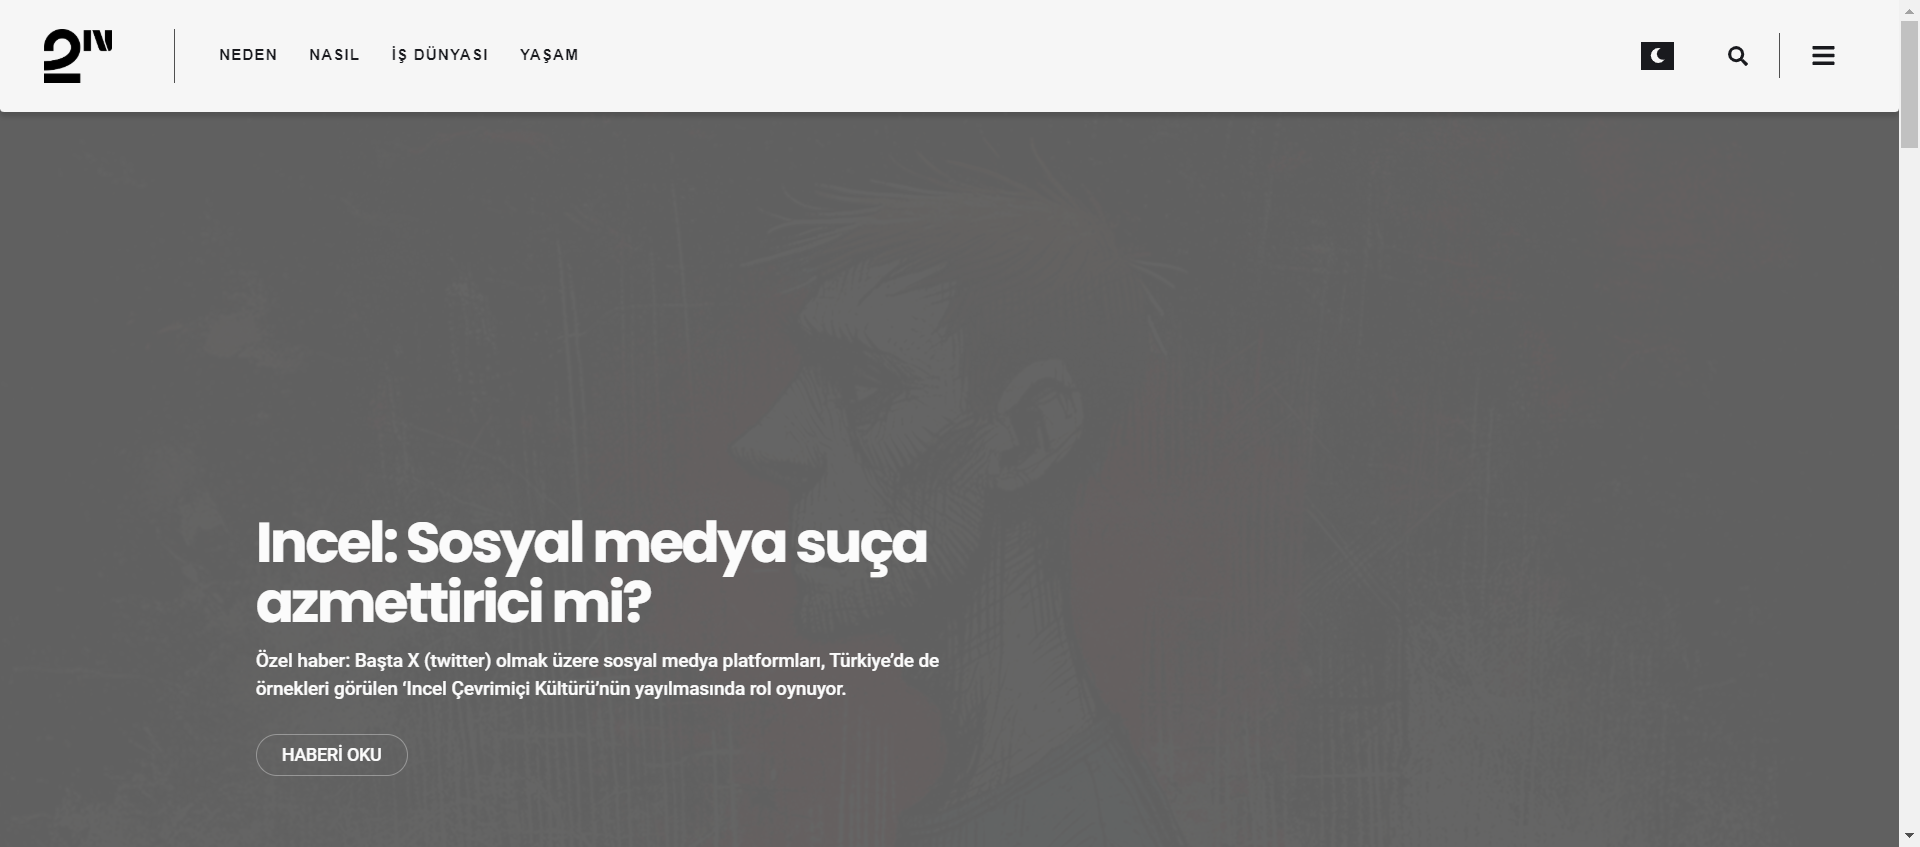 2N
NEDEN NASIL İŞ DÜNYASI YAŞAM
Incel: Sosyal medya suça
azmettirici mi?
Özel haber: Başta X (twitter) olmak üzere sosyal medya platformları, Türkiye’de de
örnekleri görülen ‘Incel Çevrimiçi Kültürü’nün yayılmasında rol oynuyor.
HABERİ OKU